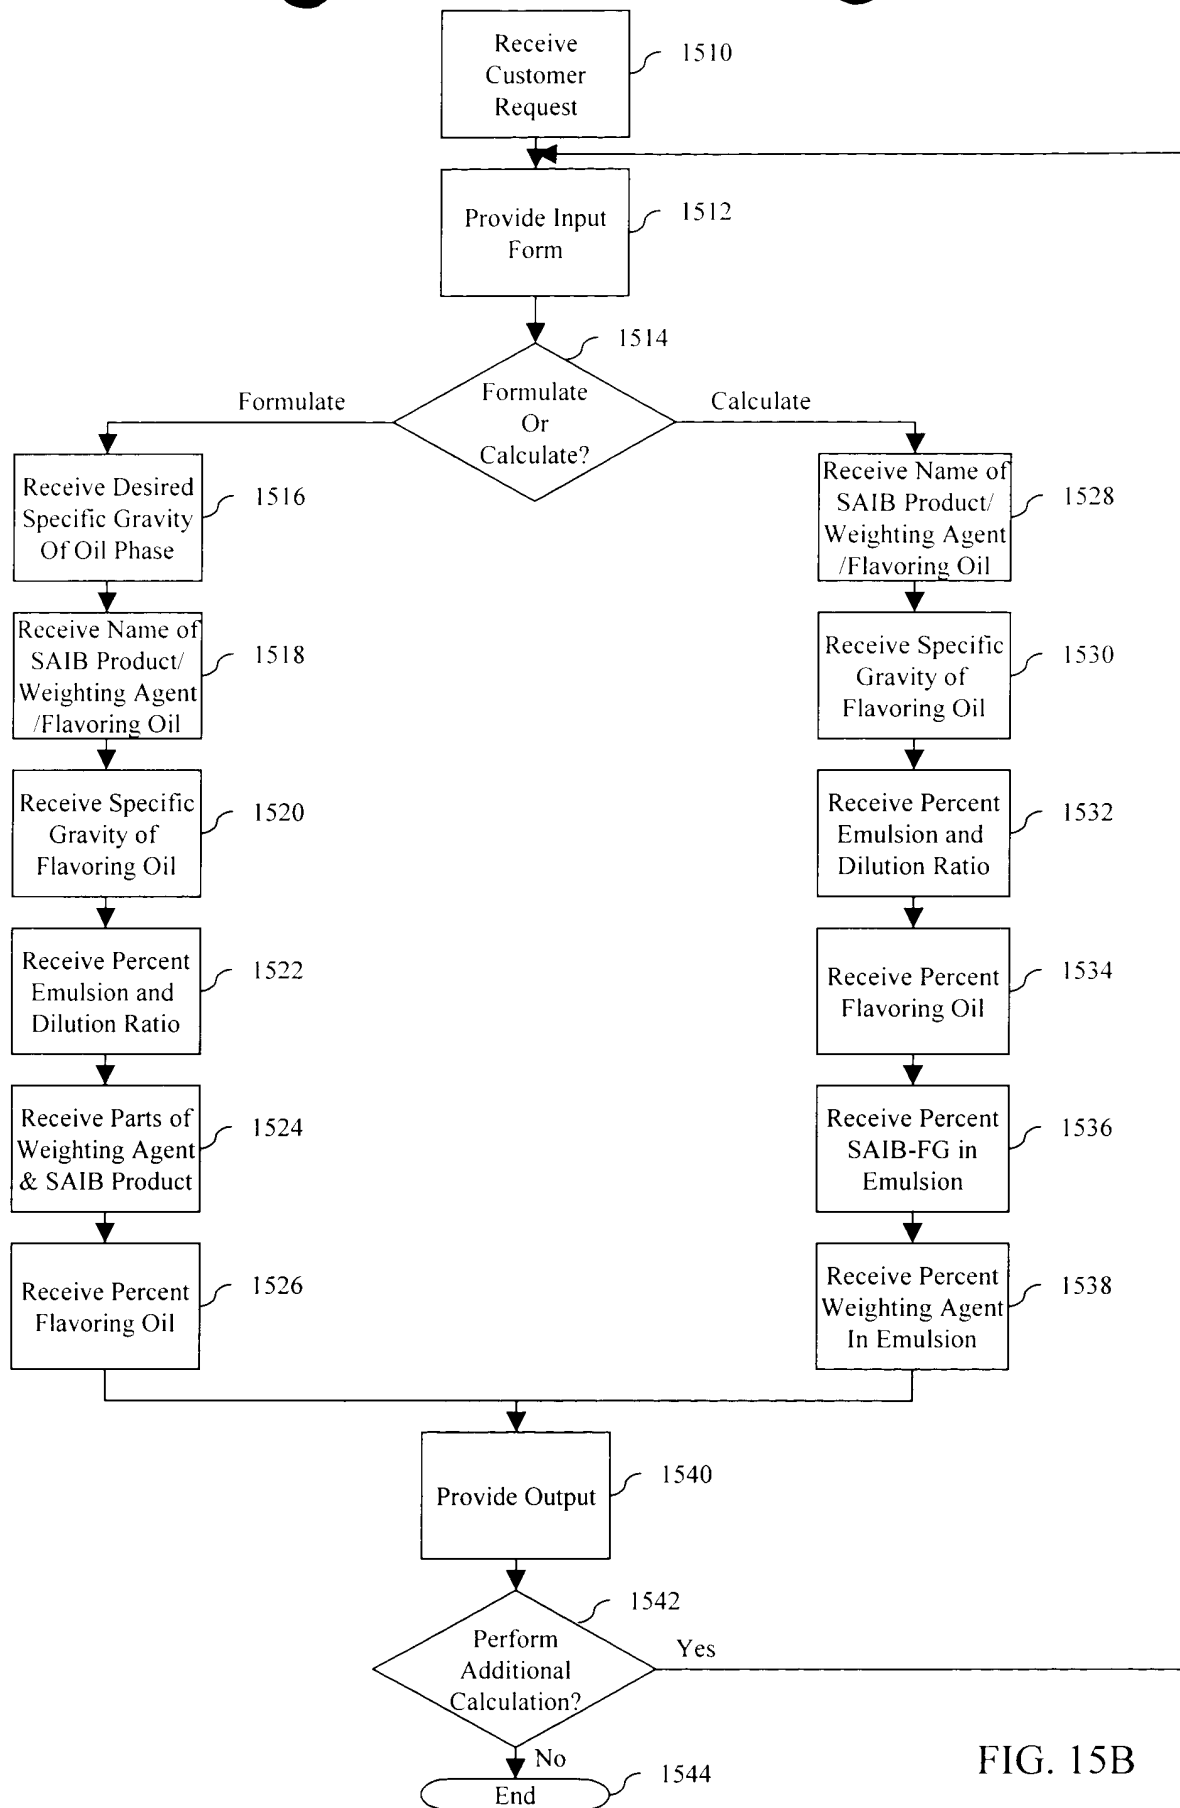 Receive
Customer
Request
1510
Provide Input
Form
1512
Formulate
Or
Calculate?
1514
Formulate
Calculate
Receive Desired
Specific Gravity
Of Oil Phase
1516
Receive Name of
SAIB Product/
Weighting Agent
/Flavoring Oil
1518
Receive Specific
Gravity of
Flavoring Oil
1520
Receive Percent
Emulsion and
Dilution Ratio
1522
Receive Parts of
Weighting Agent
& SAIB Product
1524
Receive Percent
Flavoring Oil
1526
Receive Name of
SAIB Product/
Weighting Agent
/Flavoring Oil
1528
Receive Specific
Gravity of
Flavoring Oil
1530
Receive Percent
Emulsion and
Dilution Ratio
1532
Receive Percent
Flavoring Oil
1534
Receive Percent
SAIB-FG in
Emulsion
1536
Receive Percent
Weighting Agent
In Emulsion
1538
Provide Output
1540
Perform
Additional
Calculation?
1542
Yes
No
End
1544
FIG. 15B